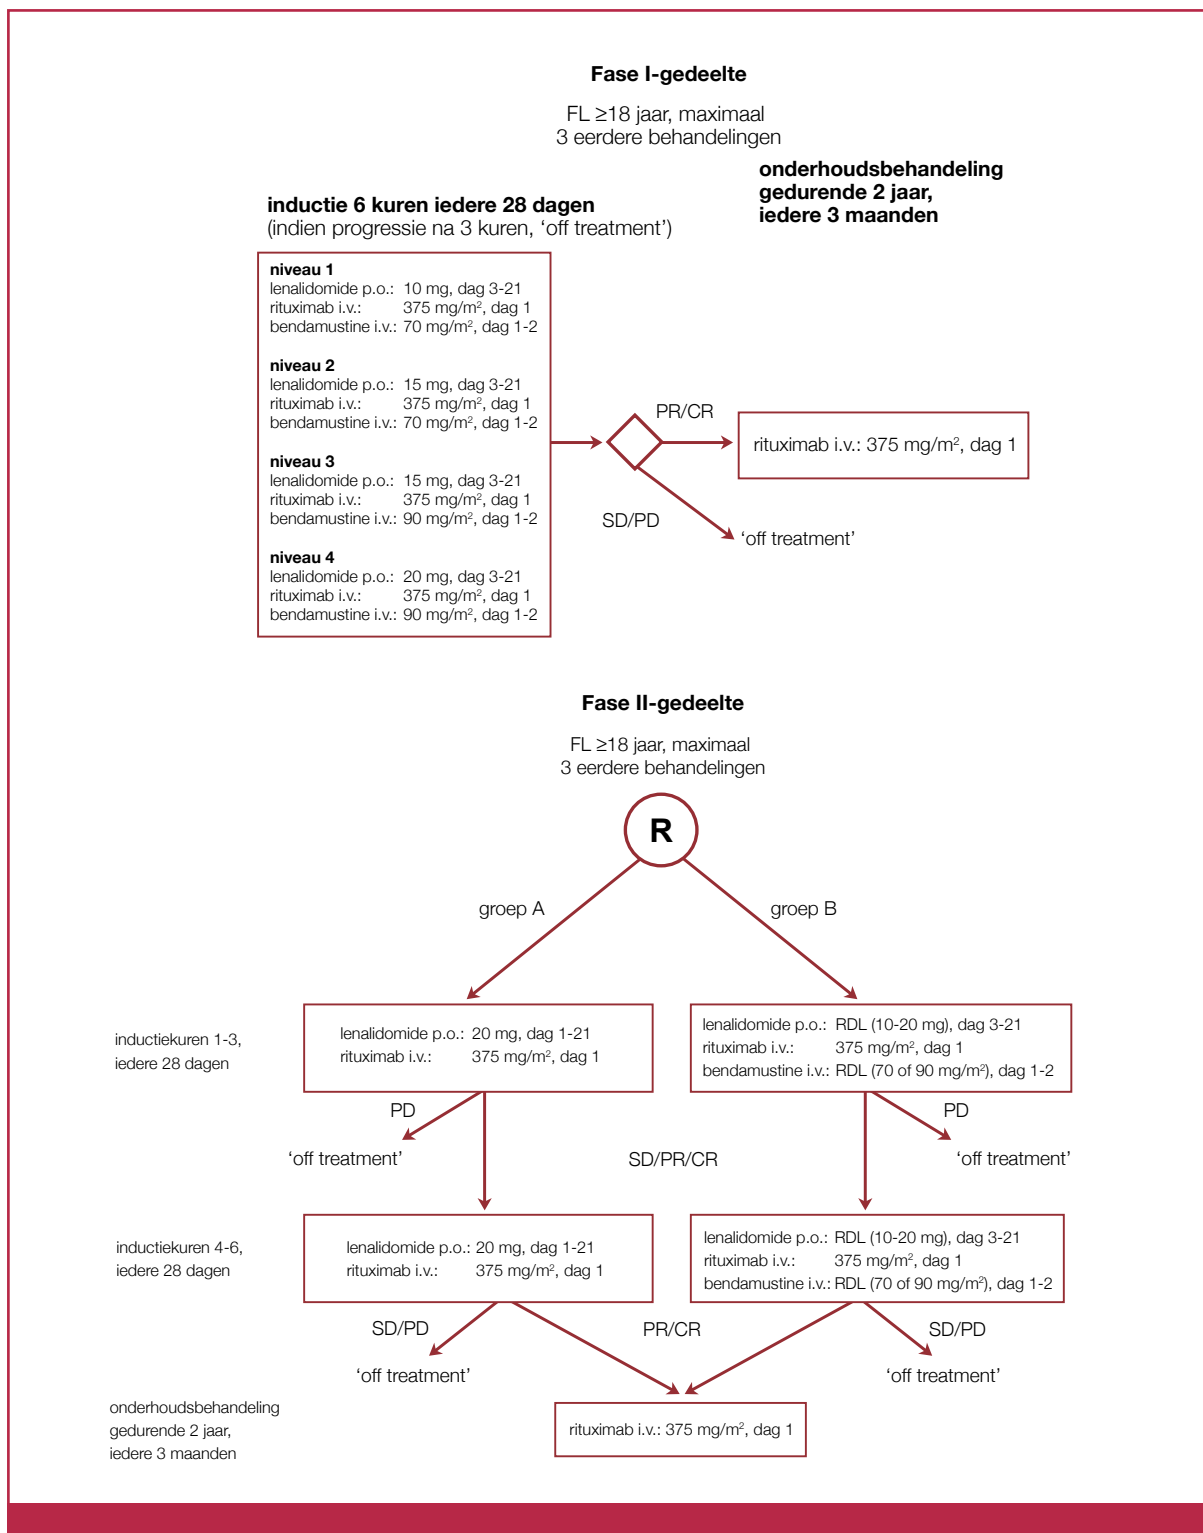 Fase I-gedeelte
FL ≥18 jaar, maximaal
3 eerdere behandelingen
onderhoudsbehandeling
gedurende 2 jaar,
iedere 3 maanden
inductie 6 kuren iedere 28 dagen
(indien progressie na 3 kuren, ‘off treatment’)
niveau 1
lenalidomide p.o.: 10 mg, dag 3-21
rituximab i.v.: 375 mg/m², dag 1
bendamustine i.v.: 70 mg/m², dag 1-2
niveau 2
lenalidomide p.o.: 15 mg, dag 3-21
rituximab i.v.: 375 mg/m², dag 1
bendamustine i.v.: 70 mg/m², dag 1-2
niveau 3
lenalidomide p.o.: 15 mg, dag 3-21
rituximab i.v.: 375 mg/m², dag 1
bendamustine i.v.: 90 mg/m², dag 1-2
niveau 4
lenalidomide p.o.: 20 mg, dag 3-21
rituximab i.v.: 375 mg/m², dag 1
bendamustine i.v.: 90 mg/m², dag 1-2
PR/CR
rituximab i.v.: 375 mg/m², dag 1
SD/PD
‘off treatment’
Fase II-gedeelte
FL ≥18 jaar, maximaal
3 eerdere behandelingen
R
groep A
groep B
inductiekuren 1-3,
iedere 28 dagen
lenalidomide p.o.: 20 mg, dag 1-21
rituximab i.v.: 375 mg/m², dag 1
lenalidomide p.o.: RDL (10-20 mg), dag 3-21
rituximab i.v.: 375 mg/m², dag 1
bendamustine i.v.: RDL (70 of 90 mg/m²), dag 1-2
PD
PD
‘off treatment’
SD/PR/CR
‘off treatment’
inductiekuren 4-6,
iedere 28 dagen
lenalidomide p.o.: 20 mg, dag 1-21
rituximab i.v.: 375 mg/m², dag 1
lenalidomide p.o.: RDL (10-20 mg), dag 3-21
rituximab i.v.: 375 mg/m², dag 1
bendamustine i.v.: RDL (70 of 90 mg/m²), dag 1-2
SD/PD
PR/CR
SD/PD
‘off treatment’
‘off treatment’
onderhoudsbehandeling
gedurende 2 jaar,
iedere 3 maanden
rituximab i.v.: 375 mg/m², dag 1